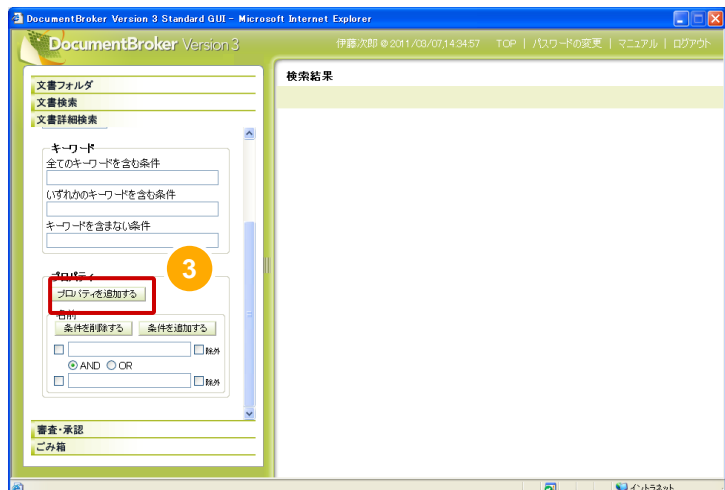 DocumentBroker Version 3 Standard GUI - Microsoft Internet Explorer
DocumentBroker Version 3
伊藤次郎 @ 2011/03/07,14:34:57 TOP | パスワードの変更 | マニュアル | ログアウト
文書フォルダ
文書検索
文書詳細検索
キーワード
全てのキーワードを含む条件
いずれかのキーワードを含む条件
キーワードを含まない条件
プロパティ
3
プロパティを追加する
名前
条件を削除する 条件を追加する
除外
AND OR
除外
審査・承認
ごみ箱
検索結果
イントラネット